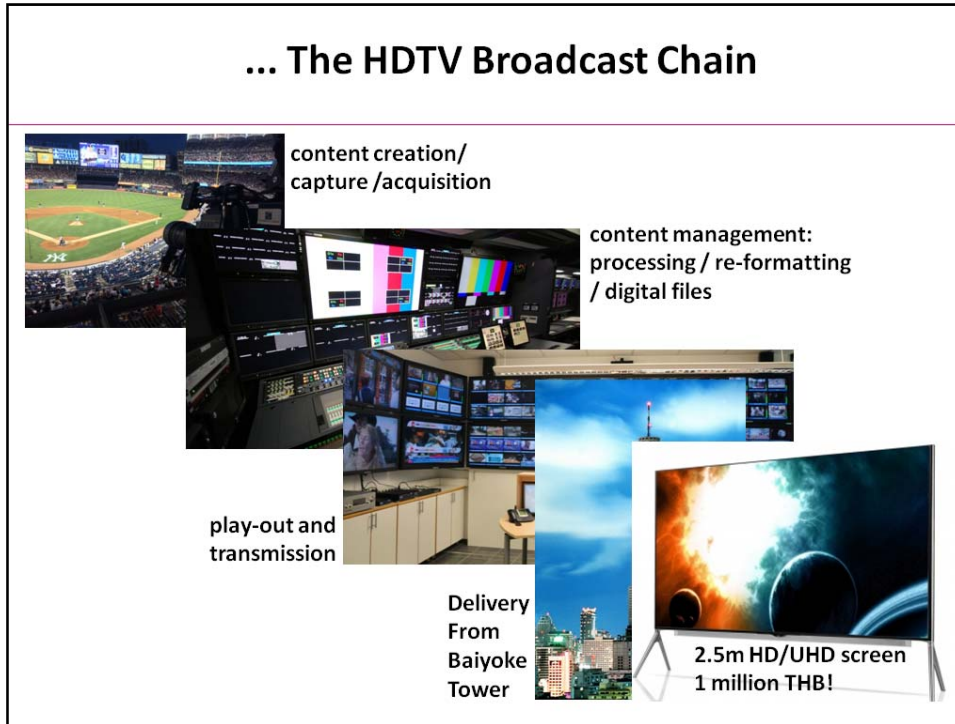 ... The HDTV Broadcast Chain
content creation/
capture /acquisition
content management:
processing / re-formatting
/ digital files
play-out and
transmission
Delivery
From
Baiyoke
Tower
2.5m HD/UHD screen
1 million THB!